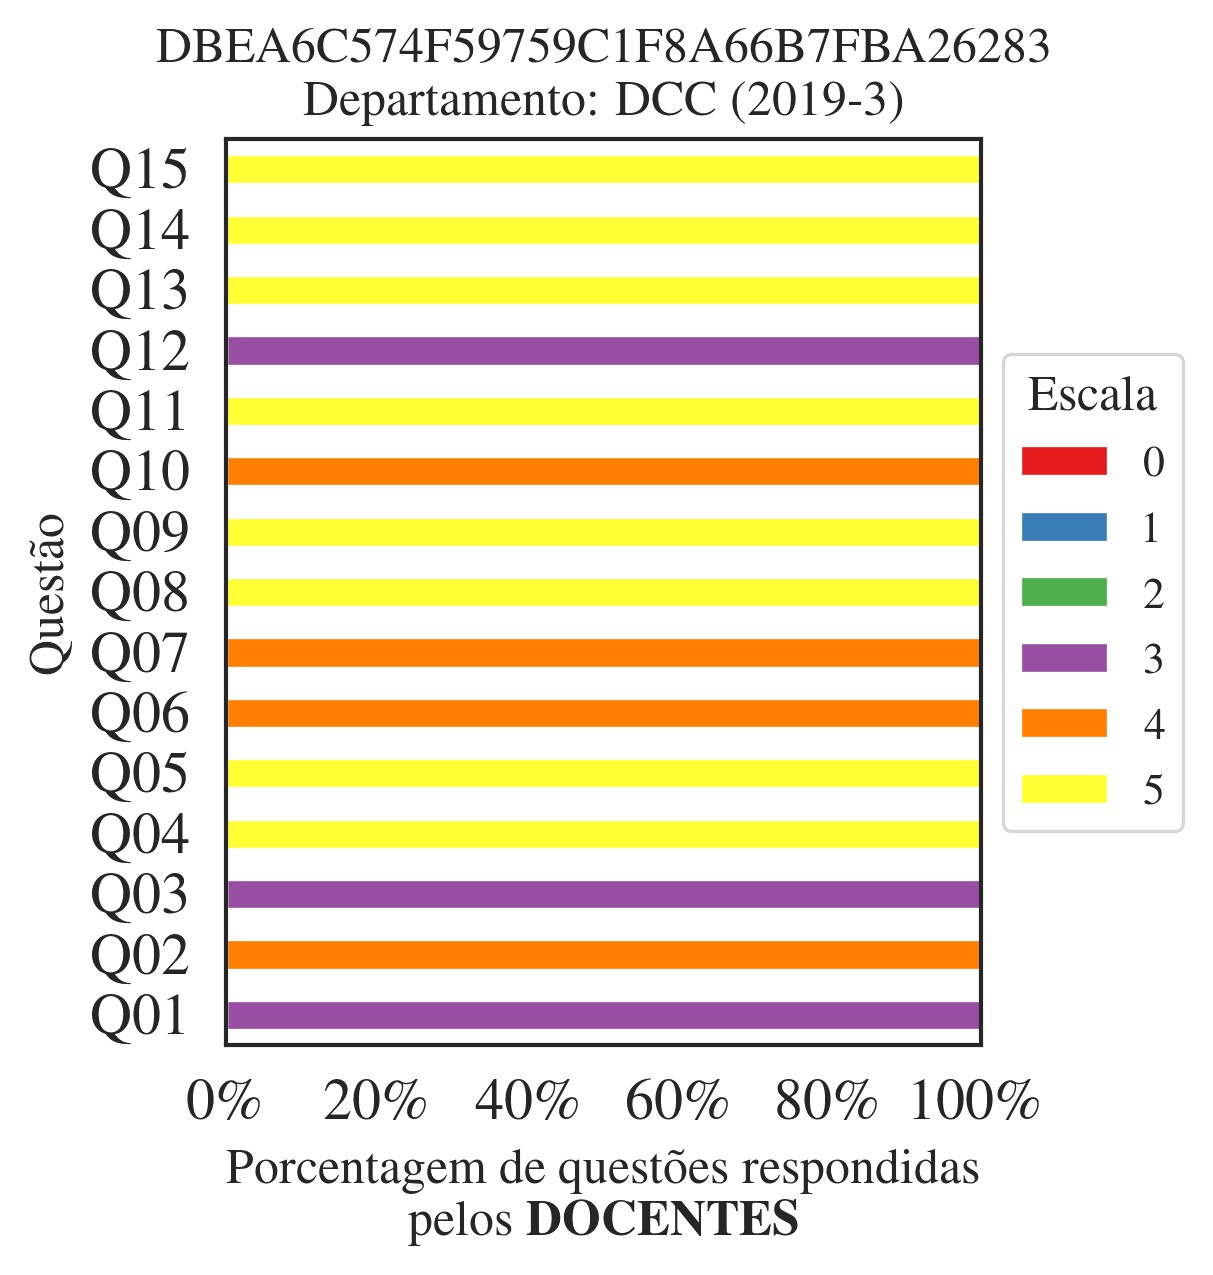 DBEA6C574F59759C1F8A66B7FBA26283
Departamento: DCC (2019-3)
Q15
Q14
Q13
Q12
Q11
Q10
Q09
Q08
Q07
Q06
Q05
Q04
Q03
Q02
Q01
Questão
0% 20% 40% 60% 80% 100%
Porcentagem de questões respondidas
pelos DOCENTES
Escala
0
1
2
3
4
5